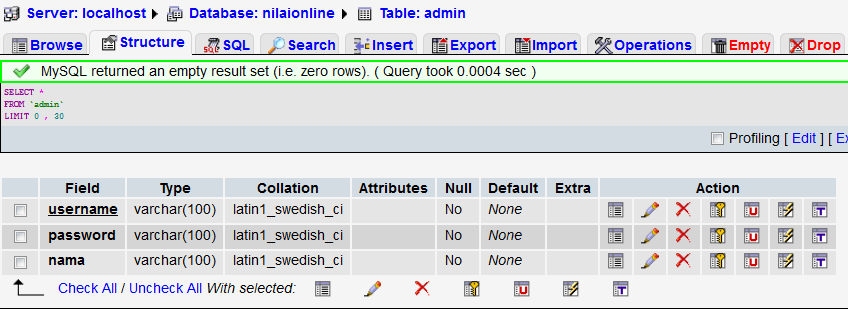 Server: localhost Database: nilaionline Table: admin
Browse Structure SQL Search Insert Export Import Operations Empty Drop
MySQL returned an empty result set (i.e. zero rows). ( Query took 0.0004 sec )
SELECT *
FROM `admin`
LIMIT 0 , 30
Profiling [ Edit ] [ Ex
Field Type Collation Attributes Null Default Extra Action
username varchar(100) latin1_swedish_ci No None
password varchar(100) latin1_swedish_ci No None
nama varchar(100) latin1_swedish_ci No None
Check All / Uncheck All With selected: